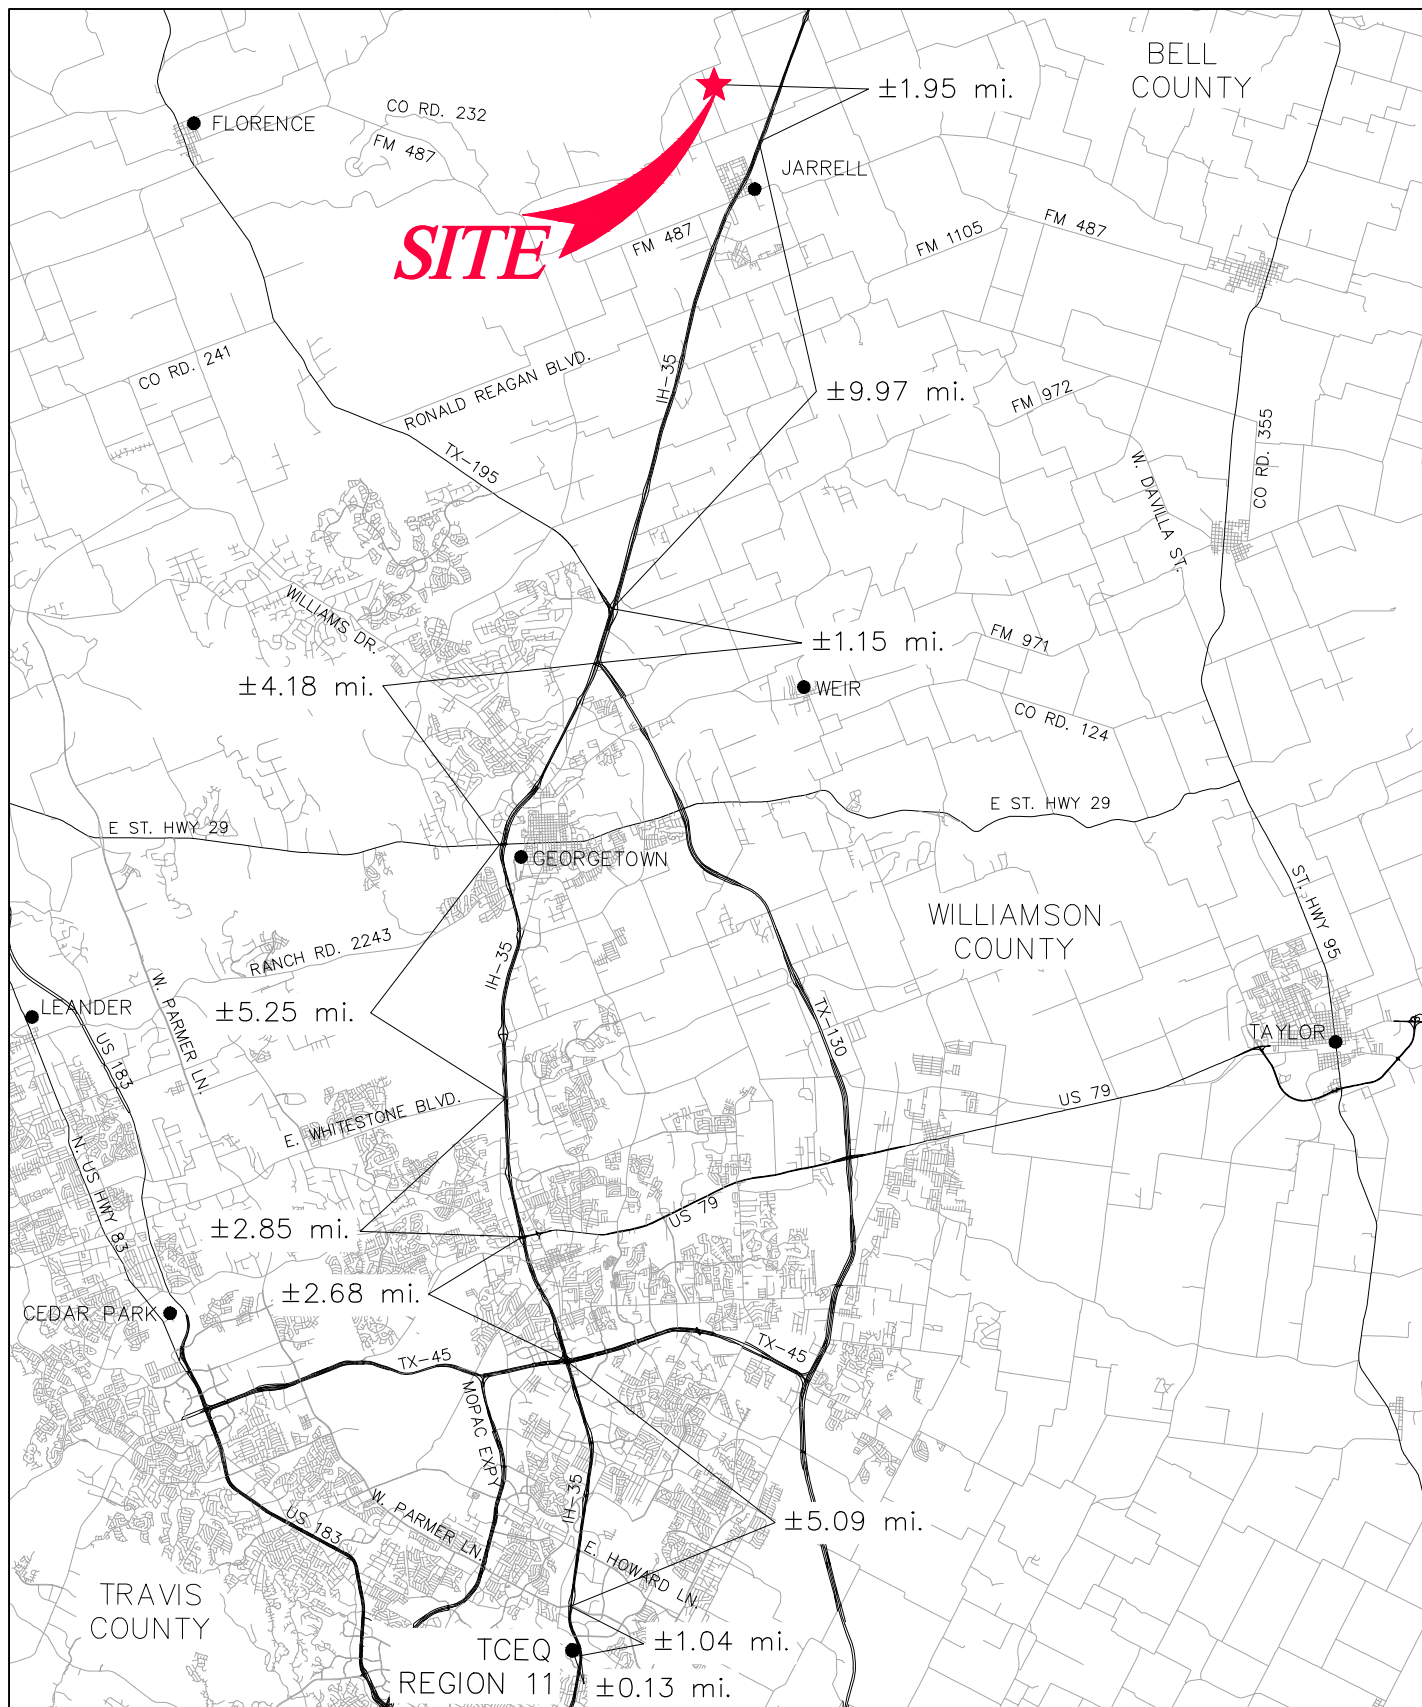 BELL
COUNTY
±1.95 mi.
CO RD. 232
FLORENCE
FM 487
JARRELL
SITE
FM 487
FM 1105
FM 487
CO RD. 241
RONALD REAGAN BLVD.
IH-35
±9.97 mi.
FM 972
CO RD. 355
TX-195
W. DAVILLA ST.
WILLIAMS DR.
±1.15 mi.
FM 971
±4.18 mi.
WEIR
CO RD. 124
E ST. HWY 29
E ST. HWY 29
GEORGETOWN
ST. HWY 95
WILLIAMSON
COUNTY
RANCH RD. 2243
IH-35
W. PARMER LN.
LEANDER
±5.25 mi.
TX-130
TAYLOR
US 183
US 79
E. WHITESTONE BLVD.
N. US HWY 83
±2.85 mi.
US 79
±2.68 mi.
CEDAR PARK
TX-45
TX-45
MOPAC EXPY
W. PARMER LN.
IH-35
US 183
±5.09 mi.
E. HOWARD LN.
TRAVIS
COUNTY
TCEQ
REGION 11
±1.04 mi.
±0.13 mi.